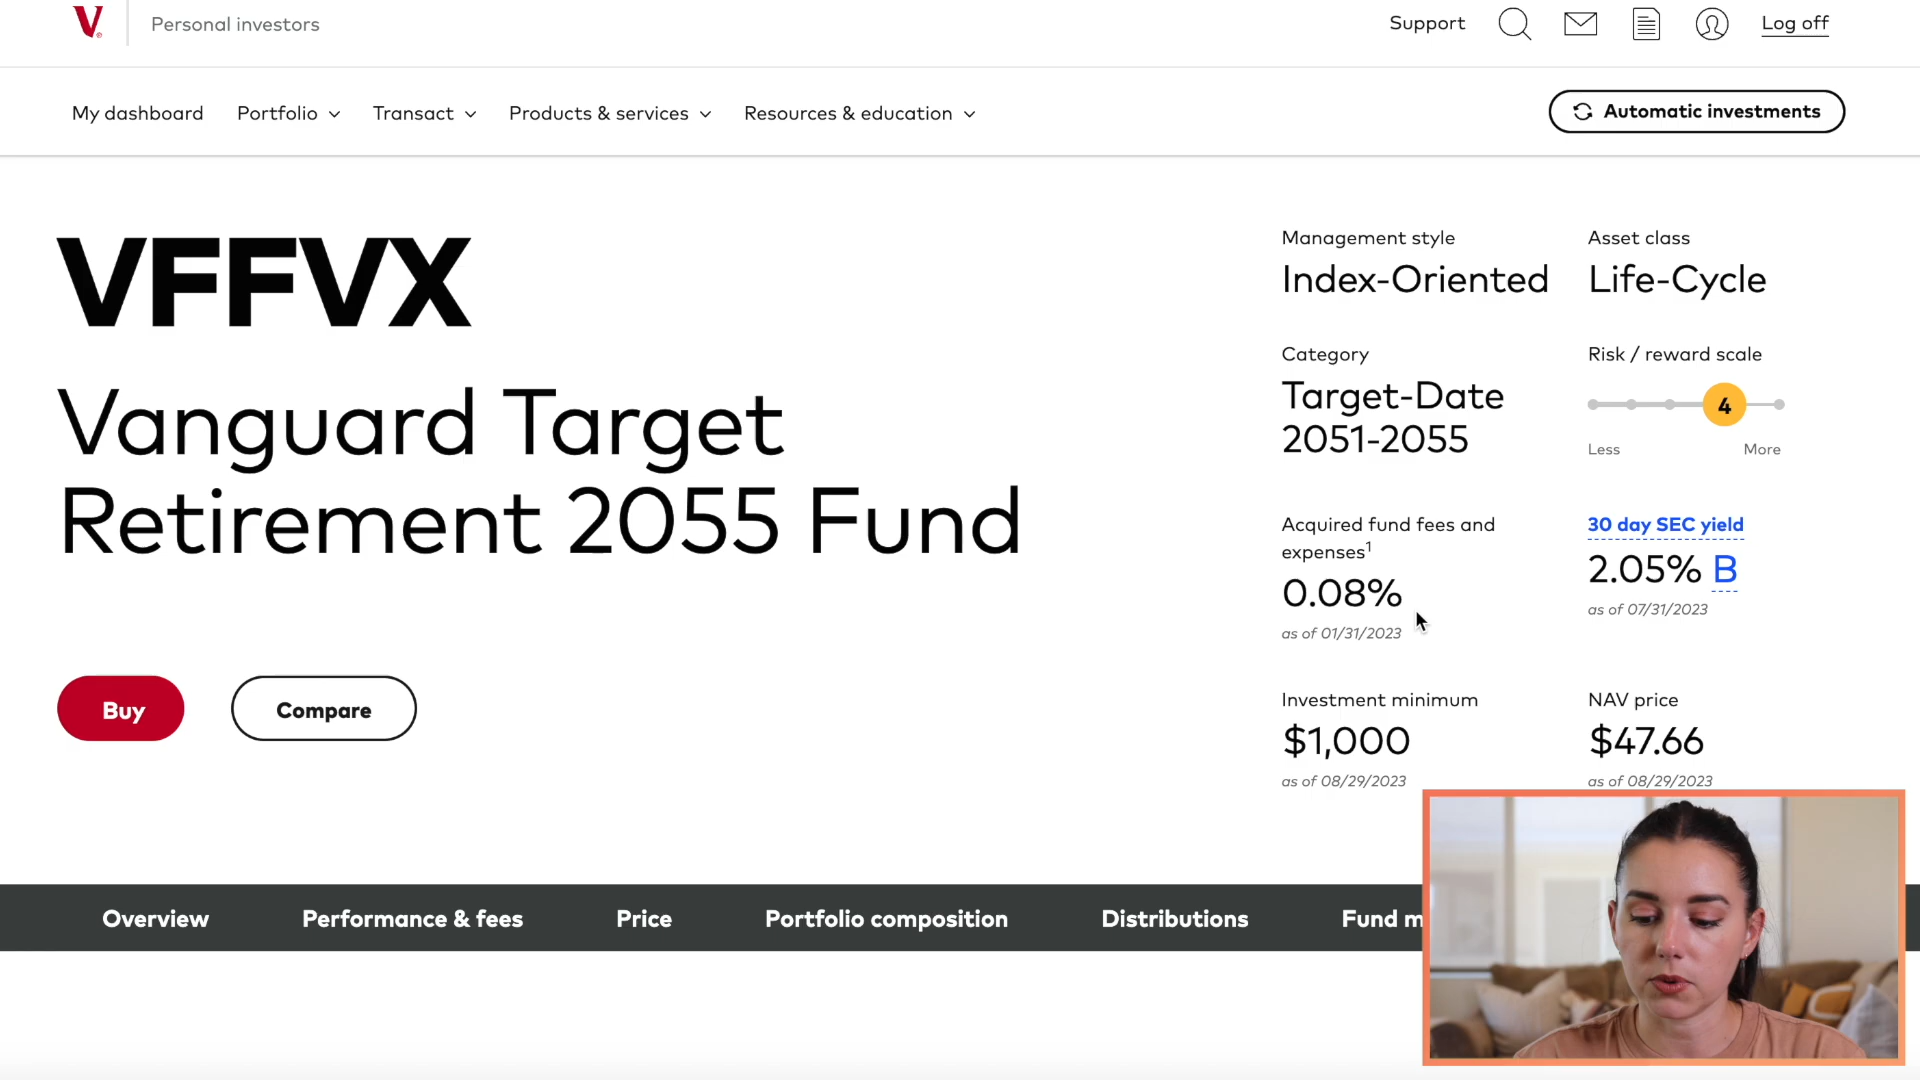 V
Personal investors
Support
Log off
My dashboard
Portfolio
Transact
Products & services
Resources & education
Automatic investments
VFFVX
Vanguard Target
Retirement 2055 Fund
Buy
Compare
Management style
Index-Oriented
Asset class
Life-Cycle
Category
Target-Date
2051-2055
Risk / reward scale
4
Less
More
Acquired fund fees and
expenses1
0.08%
as of 01/31/2023
30 day SEC yield
2.05% B
as of 07/31/2023
Investment minimum
$1,000
as of 08/29/2023
NAV price
$47.66
as of 08/29/2023
Overview
Performance & fees
Price
Portfolio composition
Distributions
Fund m